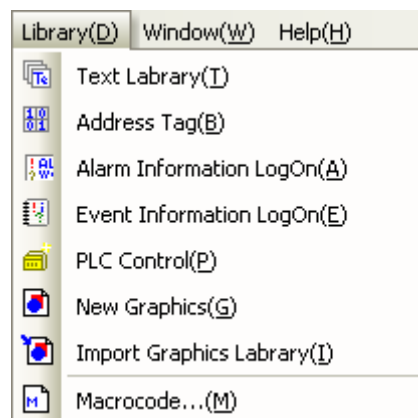 Library(D) Window(W) Help(H)
Text Labrary(T)
Address Tag(B)
Alarm Information LogOn(A)
Event Information LogOn(E)
PLC Control(P)
New Graphics(G)
Import Graphics Labrary(I)
Macrocode...(M)